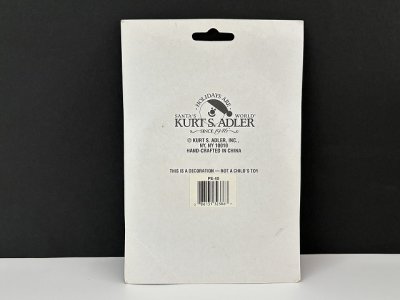 HOLIDAYS ARE
SANTA'S WORLD
KURT S. ADLER
SINCE 1946
© KURT S. ADLER, INC.,
NY, NY 10010
HAND-CRAFTED IN CHINA
THIS IS A DECORATION — NOT A CHILD'S TOY